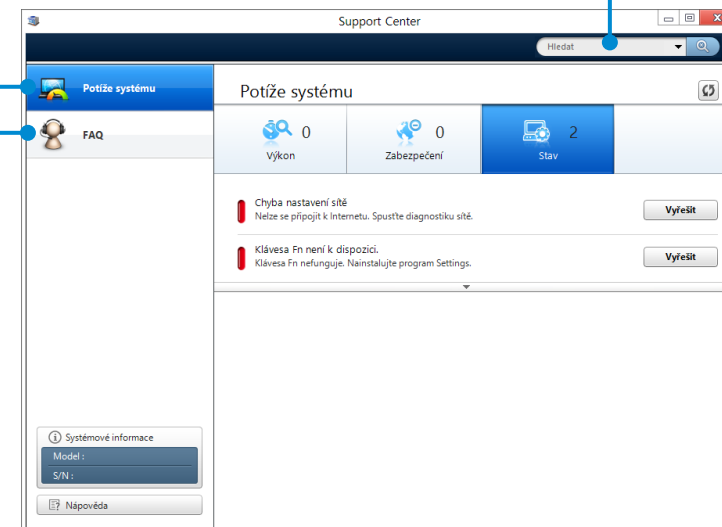 Support Center
Hledat
Potíže systému
FAQ
Potíže systému
0
Výkon
0
Zabezpečení
2
Stav
Chyba nastavení sítě
Nelze se připojit k Internetu. Spusťte diagnostiku sítě.
Vyřešit
Klávesa Fn není k dispozici.
Klávesa Fn nefunguje. Nainstalujte program Settings.
Vyřešit
Systémové informace
Model :
S/N :
Nápověda